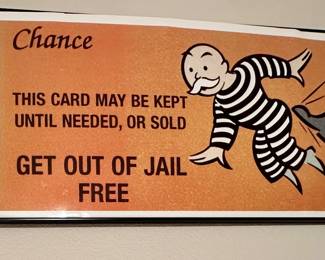 Chance
THIS CARD MAY BE KEPT
UNTIL NEEDED, OR SOLD
GET OUT OF JAIL
FREE